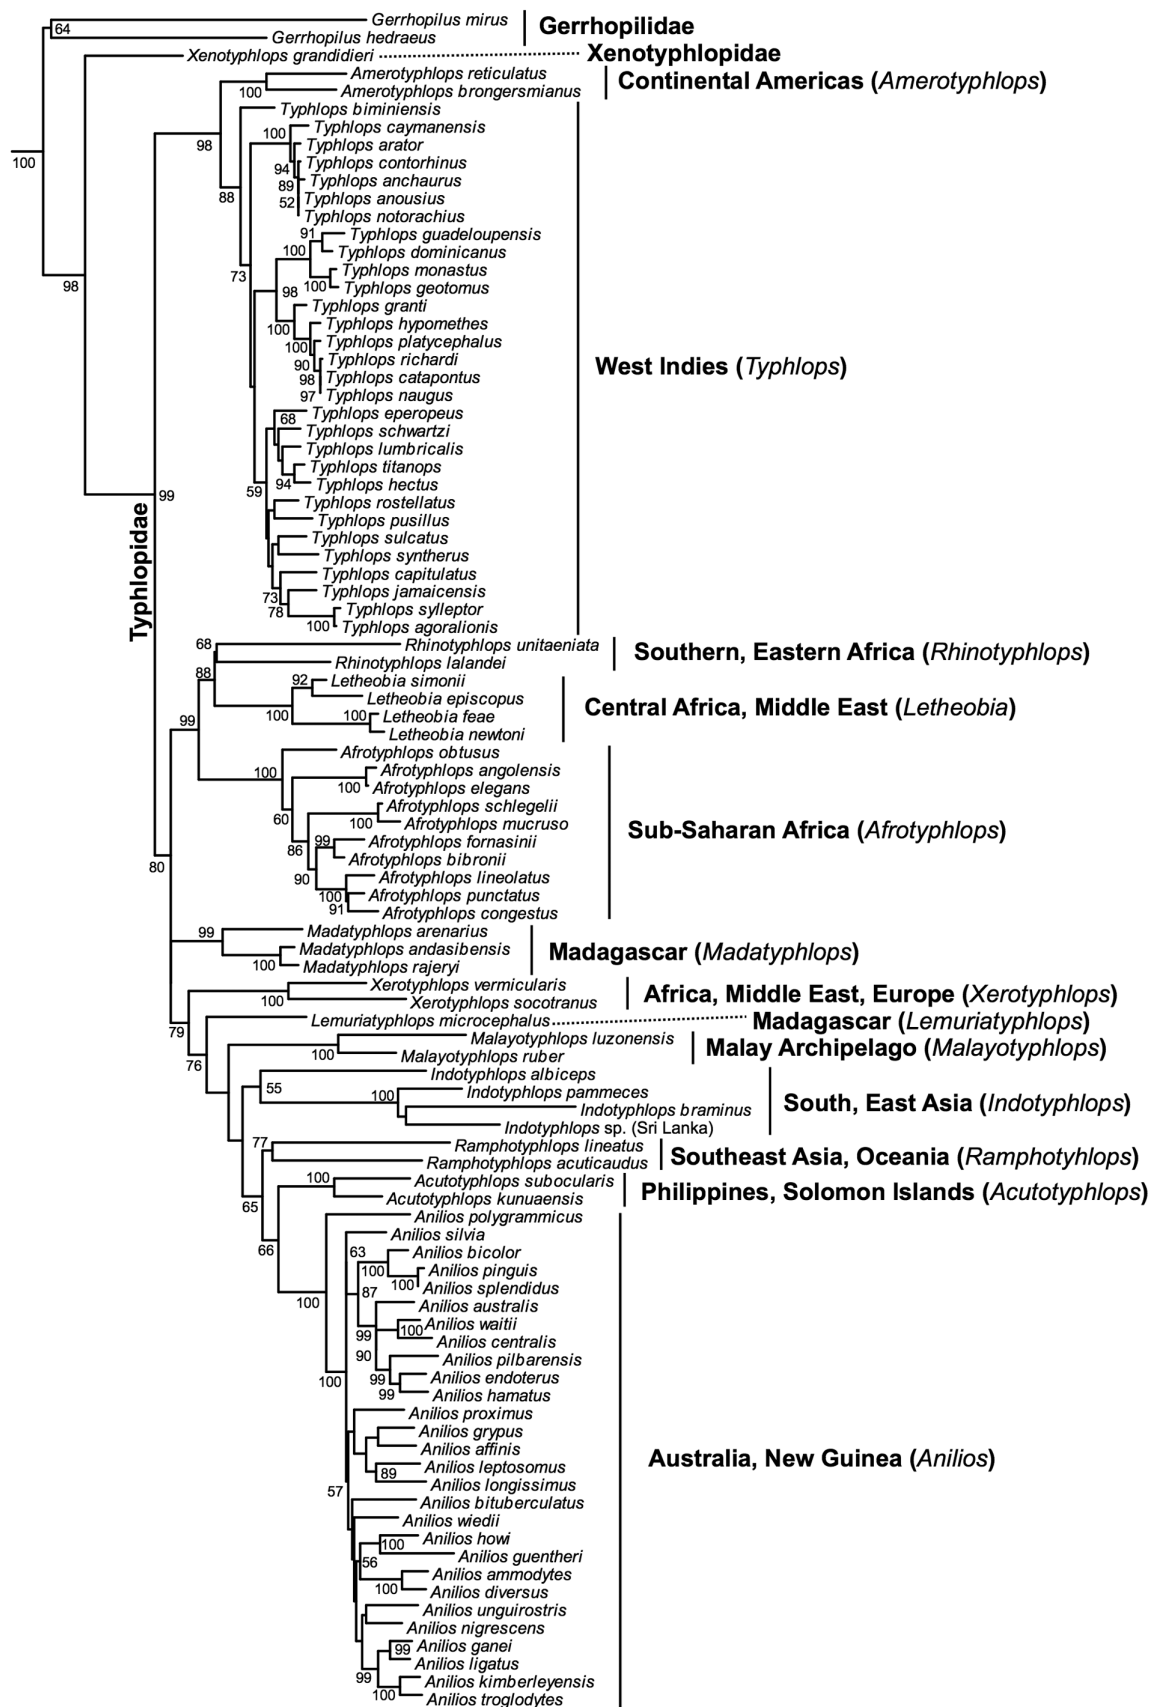 Gerrhopilus mirus
64
Gerrhopilidae
Gerrhopilus hedraeus
Xenotyphlops grandidieri
Xenotyphlopidae
Amerotyphlops reticulatus
Continental Americas (Amerotyphlops)
100
Amerotyphlops brongersmianus
Typhlops biminiensis
Typhlops caymanensis
100
98
Typhlops arator
100
Typhlops contorhinus
94
Typhlops anchaurus
89
88
Typhlops anousius
52
Typhlops notorachius
91
Typhlops guadeloupensis
100
Typhlops dominicanus
Typhlops monastus
73
98
100
Typhlops geotomus
98
Typhlops granti
100
Typhlops hypomethes
100
Typhlops platycephalus
90
Typhlops richardi
West Indies (Typhlops)
98
Typhlops catapontus
97
Typhlops naugus
Typhlops eperopeus
68
Typhlops schwartzi
Typhlops lumbricalis
Typhlops titanops
94
Typhlops hectus
59
99
Typhlops rostellatus
Typhlopidae
Typhlops pusillus
Typhlops sulcatus
Typhlops syntherus
Typhlops capitulatus
73
Typhlops jamaicensis
78
Typhlops sylleptor
100
Typhlops agoralionis
68
Rhinotyphlops unitaeniata
Southern, Eastern Africa (Rhinotyphlops)
Rhinotyphlops lalandei
88
92
Letheobia simonii
Letheobia episcopus
Central Africa, Middle East (Letheobia)
100
100
Letheobia feae
99
Letheobia newtoni
Afrotyphlops obtusus
100
Afrotyphlops angolensis
100
Afrotyphlops elegans
Afrotyphlops schlegelii
60
100
Afrotyphlops mucruso
Sub-Saharan Africa (Afrotyphlops)
99
Afrotyphlops fornasinii
86
Afrotyphlops bibronii
80
90
Afrotyphlops lineolatus
100
Afrotyphlops punctatus
91
Afrotyphlops congestus
99
Madatyphlops arenarius
Madatyphlops andasibensis
Madagascar (Madatyphlops)
100
Madatyphlops rajeryi
Xerotyphlops vermicularis
100
Xerotyphlops socotranus
Africa, Middle East, Europe (Xerotyphlops)
Lemuriatyphlops microcephalus
Madagascar (Lemuriatyphlops)
79
Malayotyphlops luzonensis
100
Malayotyphlops ruber
Malay Archipelago (Malayotyphlops)
76
Indotyphlops albiceps
55
100
Indotyphlops pammeces
Indotyphlops braminus
South, East Asia (Indotyphlops)
Indotyphlops sp. (Sri Lanka)
77
Ramphotyphlops lineatus
Ramphotyphlops acuticaudus
Southeast Asia, Oceania (Ramphotyhlops)
100
Acutotyphlops subocularis
Acutotyphlops kunuaensis
Philippines, Solomon Islands (Acutotyphlops)
65
Anilios polygrammicus
Anilios silvia
66
63
Anilios bicolor
100
Anilios pinguis
100
Anilios splendidus
87
100
Anilios australis
Anilios waitii
100
99
Anilios centralis
90
Anilios pilbarensis
100
99
Anilios endoterus
99
Anilios hamatus
Anilios proximus
Anilios grypus
Anilios affinis
Australia, New Guinea (Anilios)
Anilios leptosomus
89
Anilios longissimus
57
Anilios bituberculatus
Anilios wiedii
Anilios howi
100
56
Anilios guentheri
Anilios ammodytes
100
Anilios diversus
Anilios unguirostris
Anilios nigrescens
Anilios ganei
99
Anilios ligatus
99
Anilios kimberleyensis
100
Anilios troglodytes